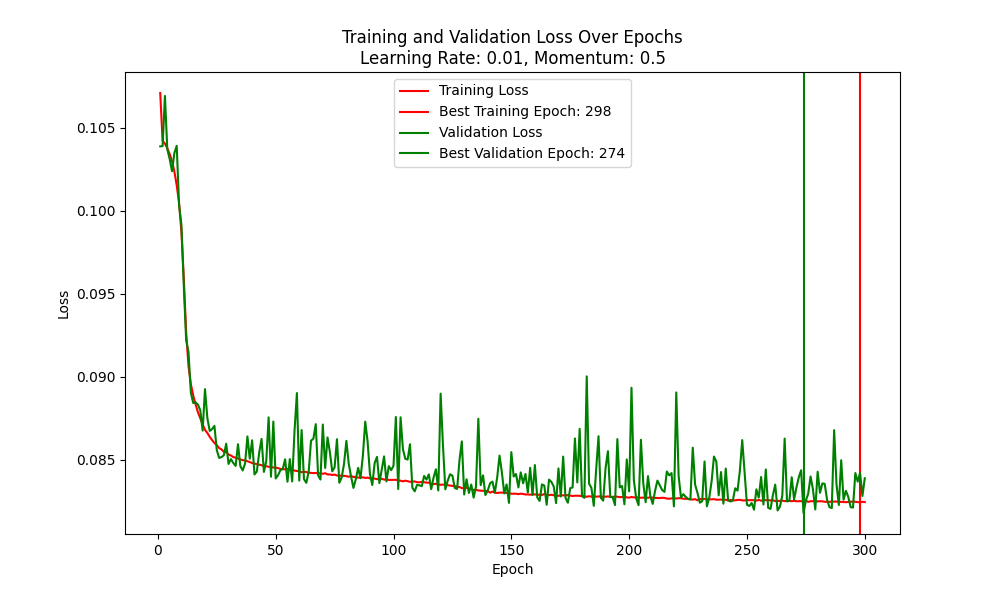 Training and Validation Loss Over Epochs
Learning Rate: 0.01, Momentum: 0.5
Training Loss
Best Training Epoch: 298
Validation Loss
Best Validation Epoch: 274
0.105
0.100
0.095
0.090
0.085
Loss
0 50 100 150 200 250 300
Epoch